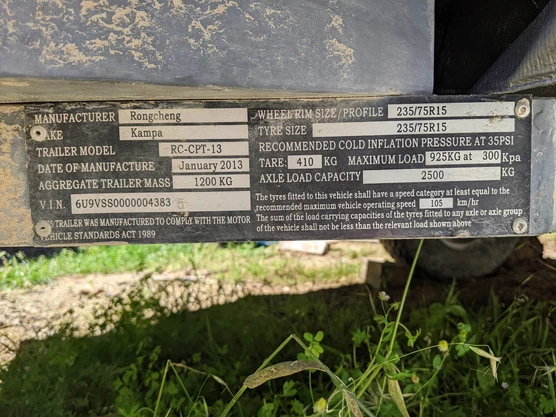 MANUFACTURER Rongcheng
Kampa
TRAILER MODEL RC-CPT-13
DATE OF MANUFACTURE January 2013
AGGREGATE TRAILER MASS 1200 KG
V.I.N. 6U9VSS0000004383
TRAILER WAS MANUFACTURED TO COMPLY WITH THE MOTOR
VEHICLE STANDARDS ACT 1989
WHEEL RIM SIZE / PROFILE 235/75R15
TYRE SIZE 235/75R15
RECOMMENDED COLD INFLATION PRESSURE AT 35PSI
TARE: 410 KG MAXIMUM LOAD 925KG at 300 Kpa
AXLE LOAD CAPACITY 2500 KG
The tyres fitted to this vehicle shall have a speed category at least equal to the
recommended maximum vehicle operating speed 105 km/hr
The sum of the load carrying capacities of the tyres fitted to any axle or axle group
of the vehicle shall not be less than the relevant load shown above